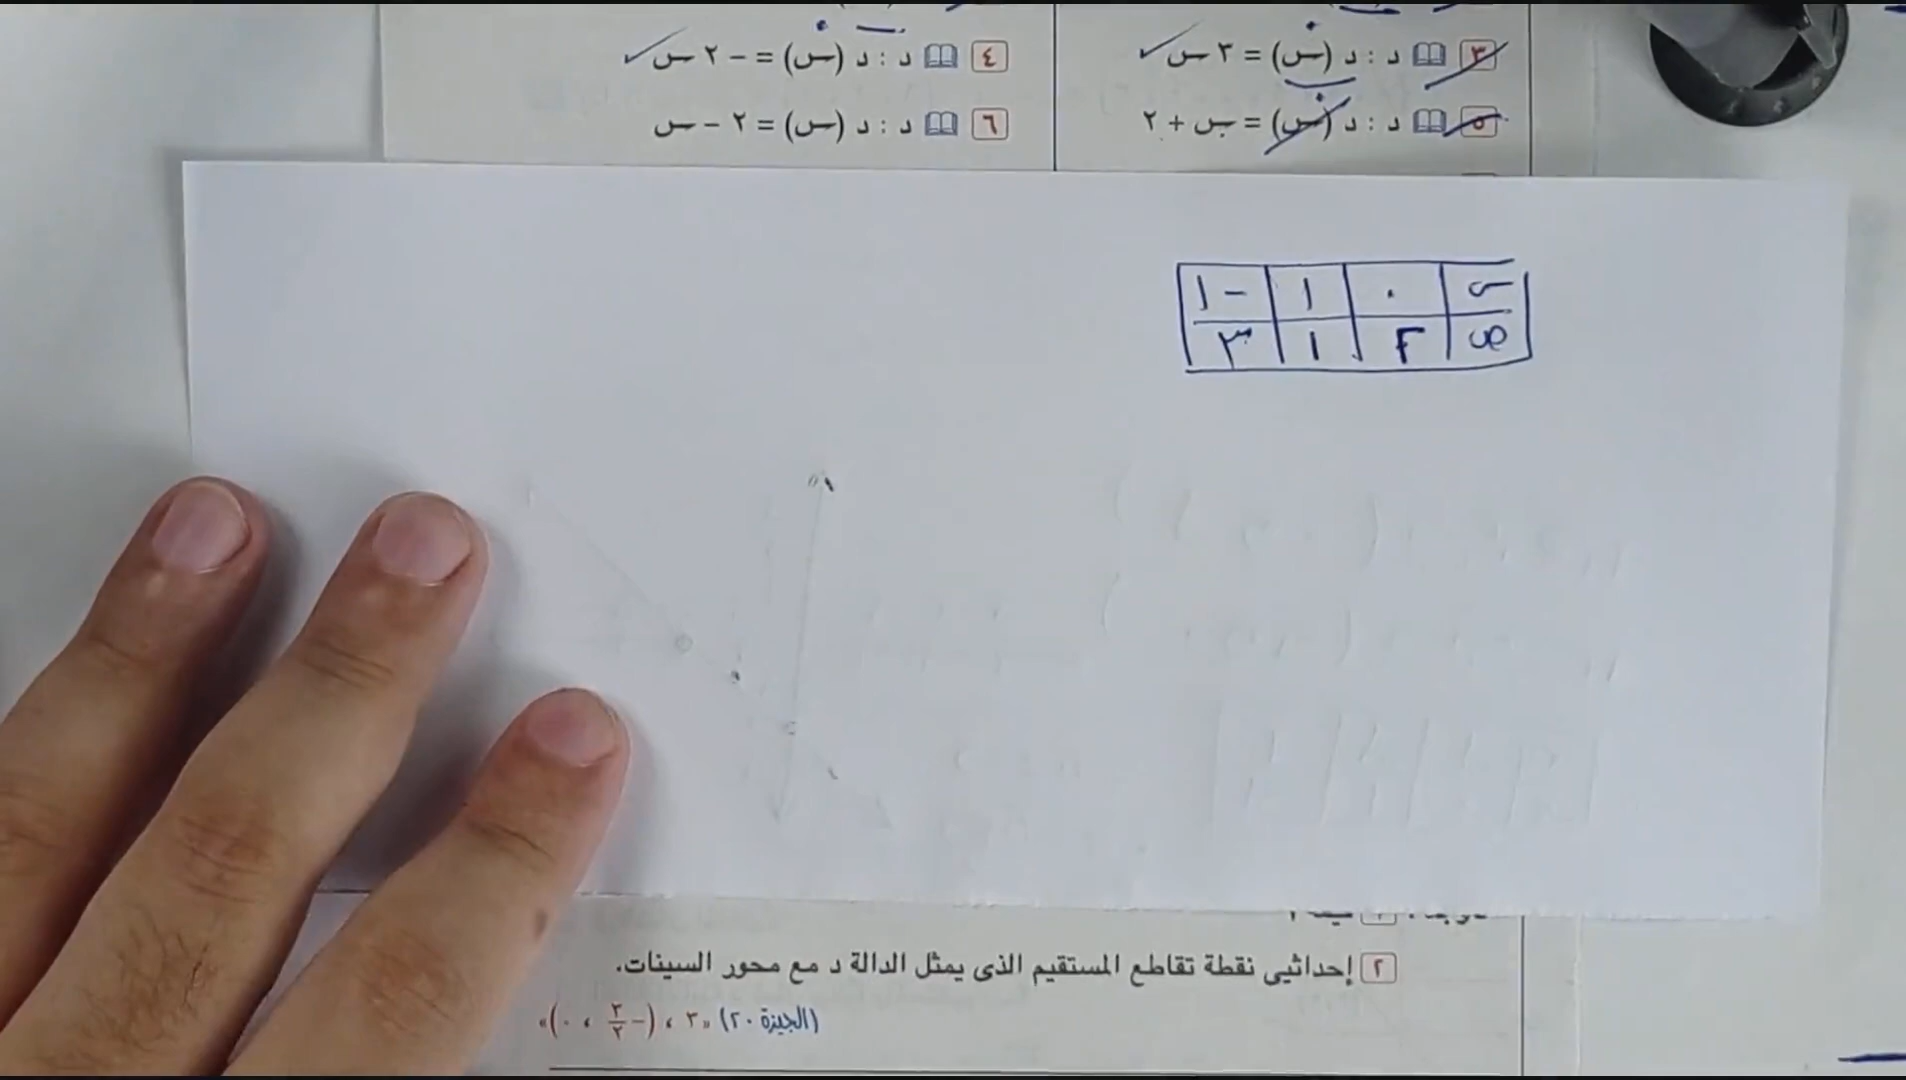 ٣ د : د (س) = ٣ س
٤ د : د (س) = – ٢ س
٥ د : د (س) = س + ٢
٦ د : د (س) = ٢ – س
س ٠ ١ -١
ص ٢ ١ ٣
٢ إحداثيى نقطة تقاطع المستقيم الذى يمثل الدالة د مع محور السينات.
(الجيزة ٢٠) «٣ ، (-٣/٢ ، ٠)»